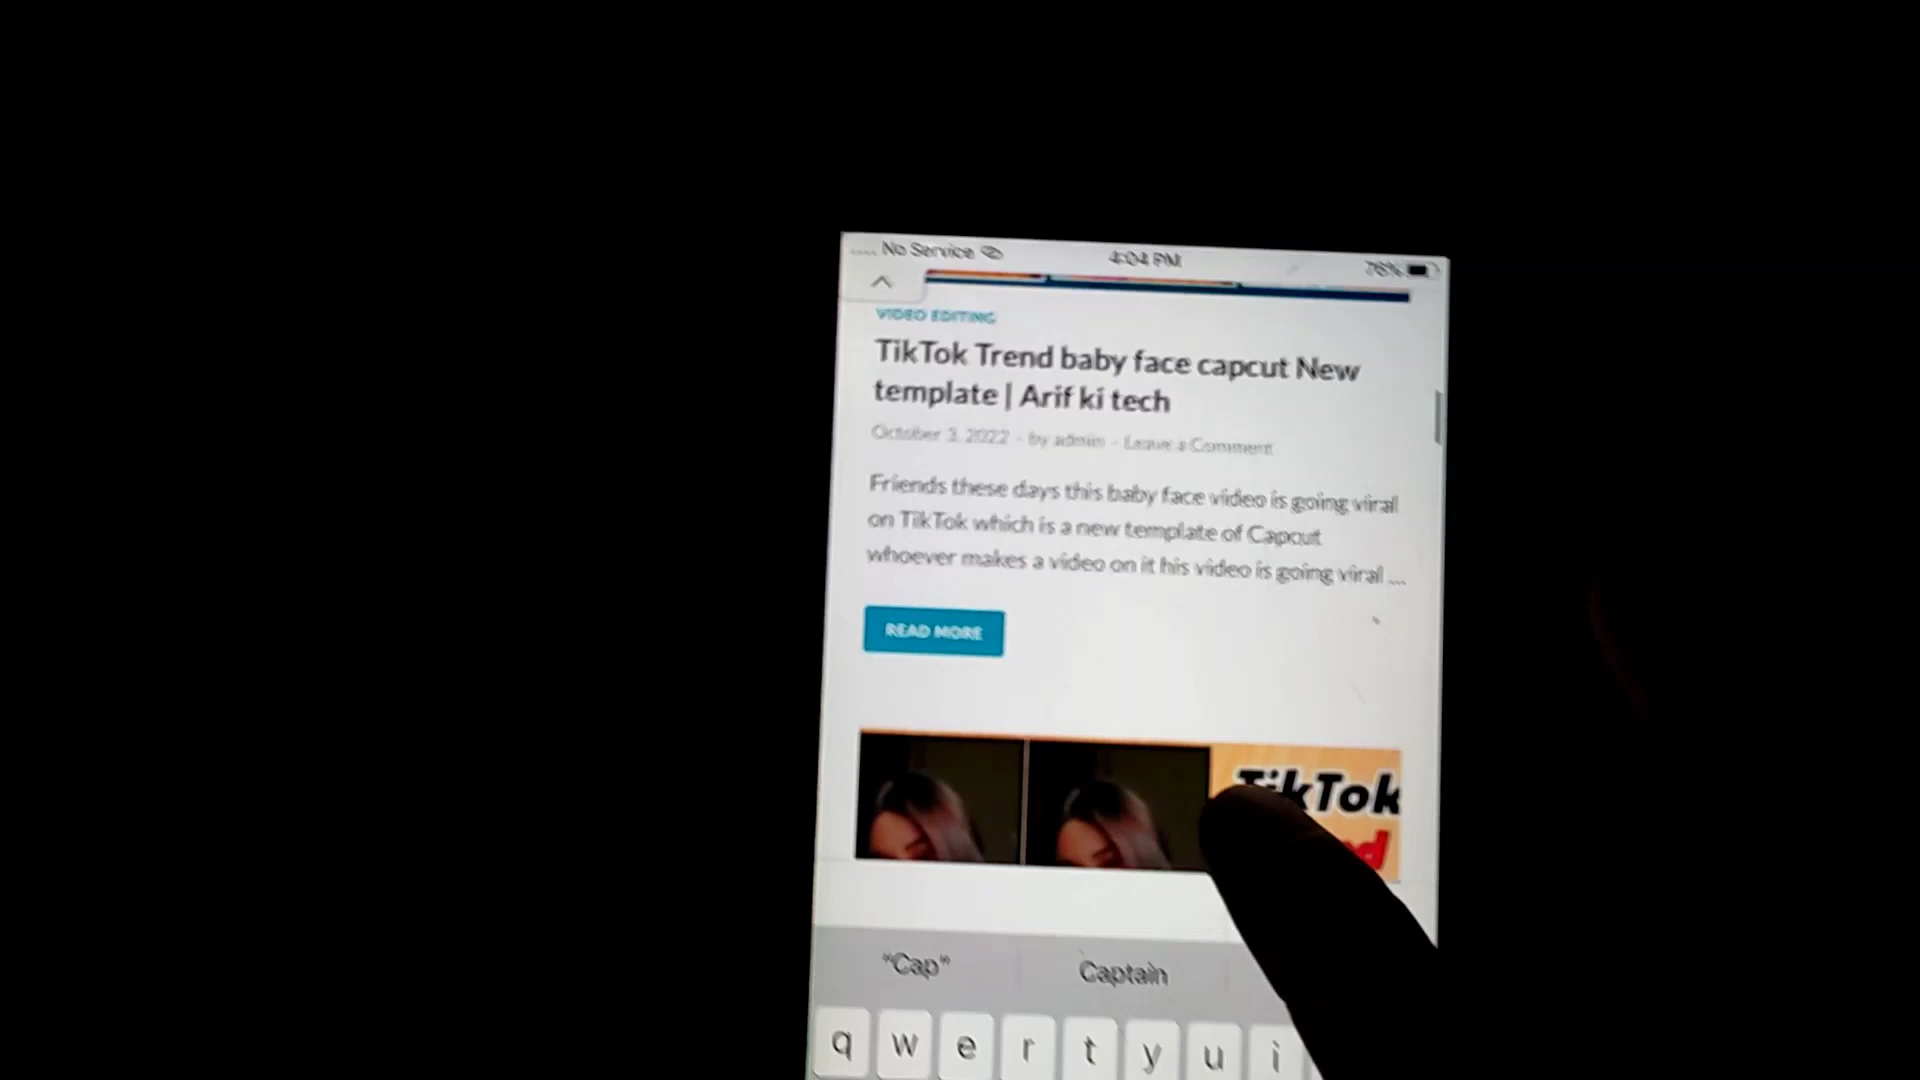 No Service 4:04 PM 76%
VIDEO EDITING
TikTok Trend baby face capcut New
template | Arif ki tech
October 3, 2022 - by admin - Leave a Comment
Friends these days this baby face video is going viral
on TikTok which is a new template of Capcut
whoever makes a video on it his video is going viral ...
READ MORE
TikTok
"Cap" Captain
q w e r t y u i